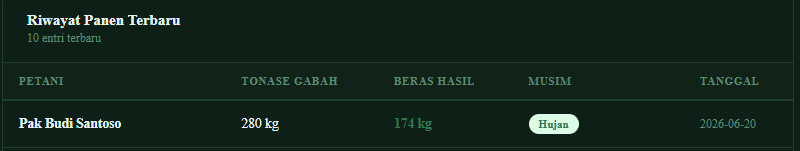 Riwayat Panen Terbaru
10 entri terbaru
PETANI TONASE GABAH BERAS HASIL MUSIM TANGGAL
Pak Budi Santoso 280 kg 174 kg Hujan 2026-06-20